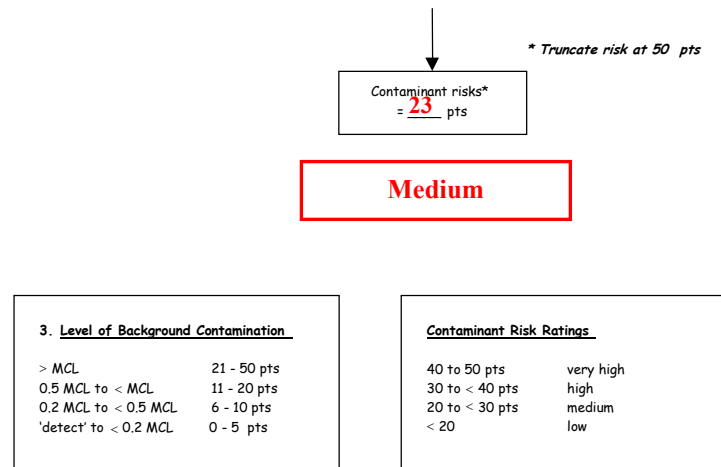 * Truncate risk at 50 pts
Contaminant risks*
= 23 pts
Medium
3. Level of Background Contamination
> MCL 21 - 50 pts
0.5 MCL to < MCL 11 - 20 pts
0.2 MCL to < 0.5 MCL 6 - 10 pts
'detect' to < 0.2 MCL 0 - 5 pts
Contaminant Risk Ratings
40 to 50 pts very high
30 to < 40 pts high
20 to < 30 pts medium
< 20 low